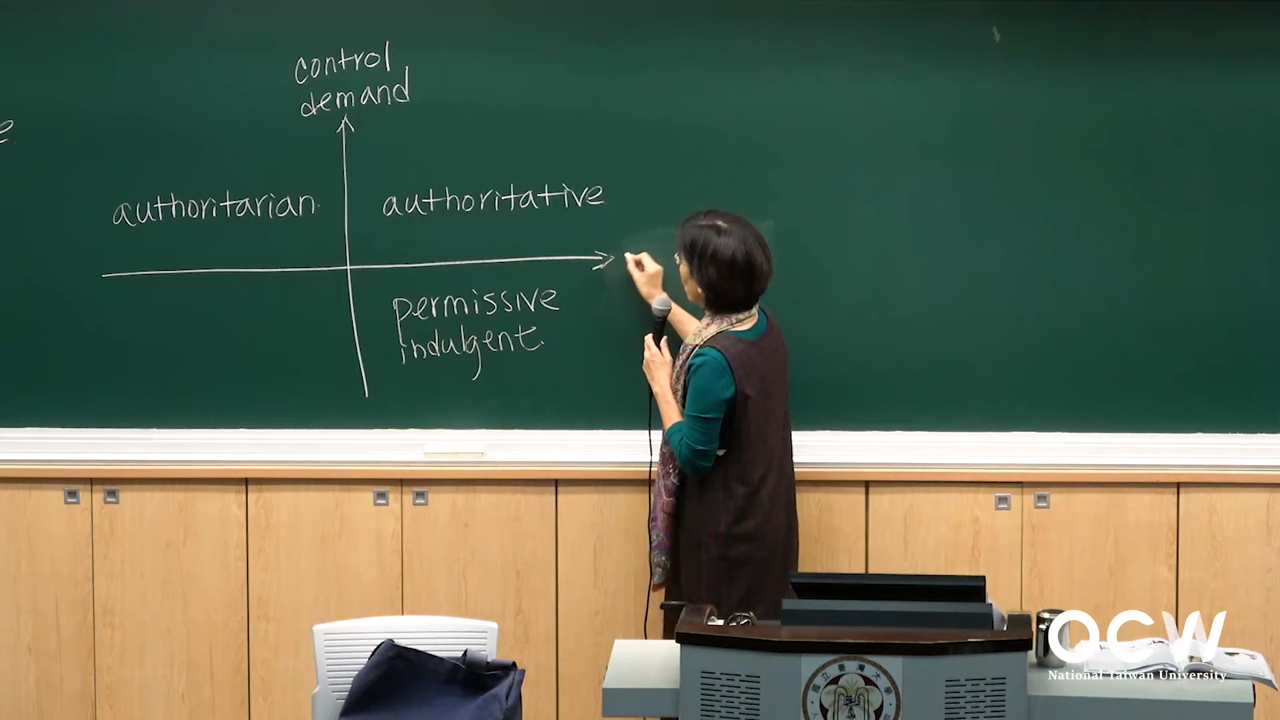 control
demand
authoritarian
authoritative
permissive
indulgent.
OCW
National Taiwan University